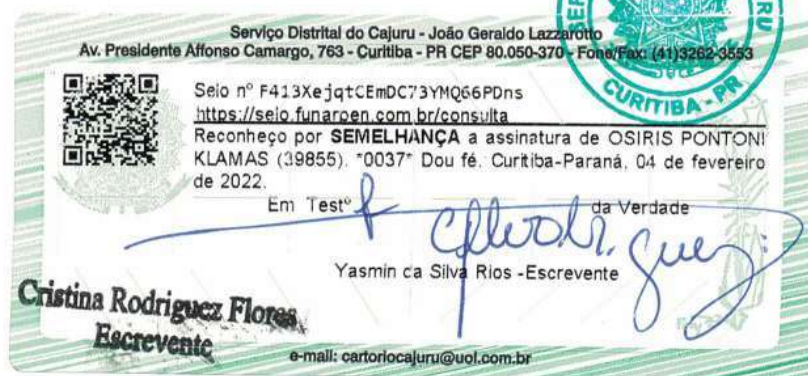 Serviço Distrital do Cajuru - João Geraldo Lazzarotto
Av. Presidente Affonso Camargo, 763 - Curitiba - PR CEP 80.050-370 - Fone/Fax: (41)3262-3553
CURITIBA - PR
Selo nº F413XejqtCEmDC73YMQ66PDns
https://selo.funarpen.com.br/consulta
Reconheço por SEMELHANÇA a assinatura de OSIRIS PONTONI
KLAMAS (39855). *0037* Dou fé. Curitiba-Paraná, 04 de fevereiro
de 2022.
Em Testº da Verdade
Yasmin da Silva Rios -Escrevente
Cristina Rodriguez Flores
Escrevente
e-mail: cartoriocajuru@uol.com.br